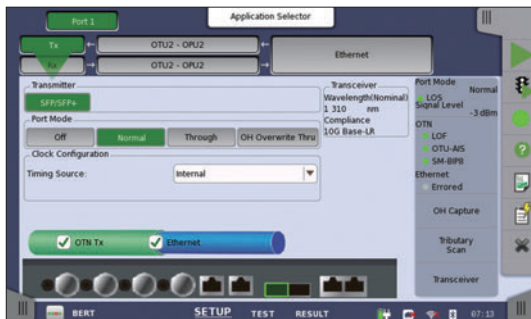 Port 1
Application Selector
Tx
OTU2 - OPU2
Ethernet
Rx
OTU2 - OPU2
Transmitter
SFP/SFP+
Transceiver
Wavelength(Nominal)
1 310 nm
Compliance
10G Base-LR
Port Mode
Off
Normal
Through
OH Overwrite Thru
Clock Configuration
Timing Source:
Internal
Port Mode
Normal
LOS
Signal Level
-3 dBm
OTN
LOF
OTU-AIS
SM-BIP8
Ethernet
Errored
OH Capture
Tributary
Scan
Transceiver
OTN Tx
Ethernet
BERT
SETUP
TEST
RESULT
07:13